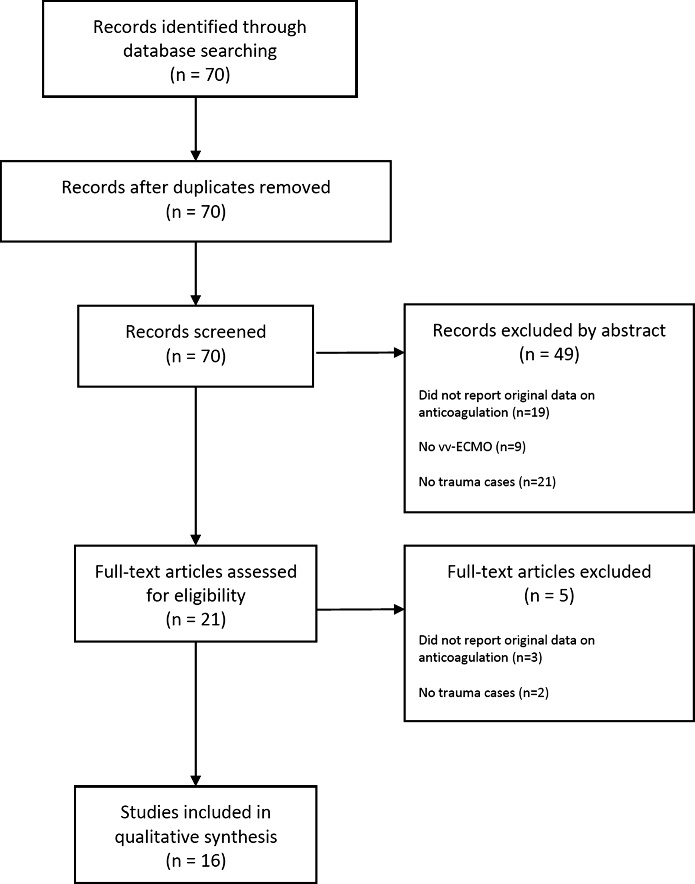 Records identified through
database searching
(n = 70)
Records after duplicates removed
(n = 70)
Records screened
(n = 70)
Records excluded by abstract
(n = 49)
Did not report original data on
anticoagulation (n=19)
No vv-ECMO (n=9)
No trauma cases (n=21)
Full-text articles assessed
for eligibility
(n = 21)
Full-text articles excluded
(n = 5)
Did not report original data on
anticoagulation (n=3)
No trauma cases (n=2)
Studies included in
qualitative synthesis
(n = 16)